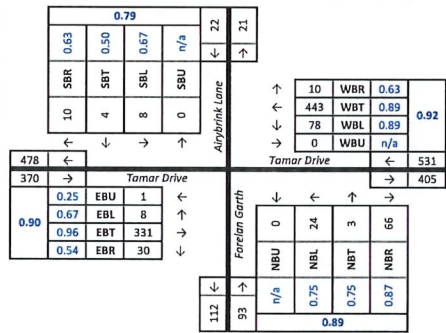 0.79
22 21
0.63 0.50 0.67 n/a
SBR SBT SBL SBU
10 4 8 0
← ↓ → ↑
↓ ↑
Airybrink Lane
↑ 10 WBR 0.63
← 443 WBT 0.89
↓ 78 WBL 0.89
→ 0 WBU n/a
0.92
478 ←
370 →
Tamar Drive
Tamar Drive
← 531
→ 405
0.90
0.25 EBU 1 ←
0.67 EBL 8 ↑
0.96 EBT 331 →
0.54 EBR 30 ↓
Forelan Garth
↓ ← ↑ →
0 24 3 66
NBU NBL NBT NBR
n/a 0.75 0.75 0.87
0.89
↓ ↑
112 93